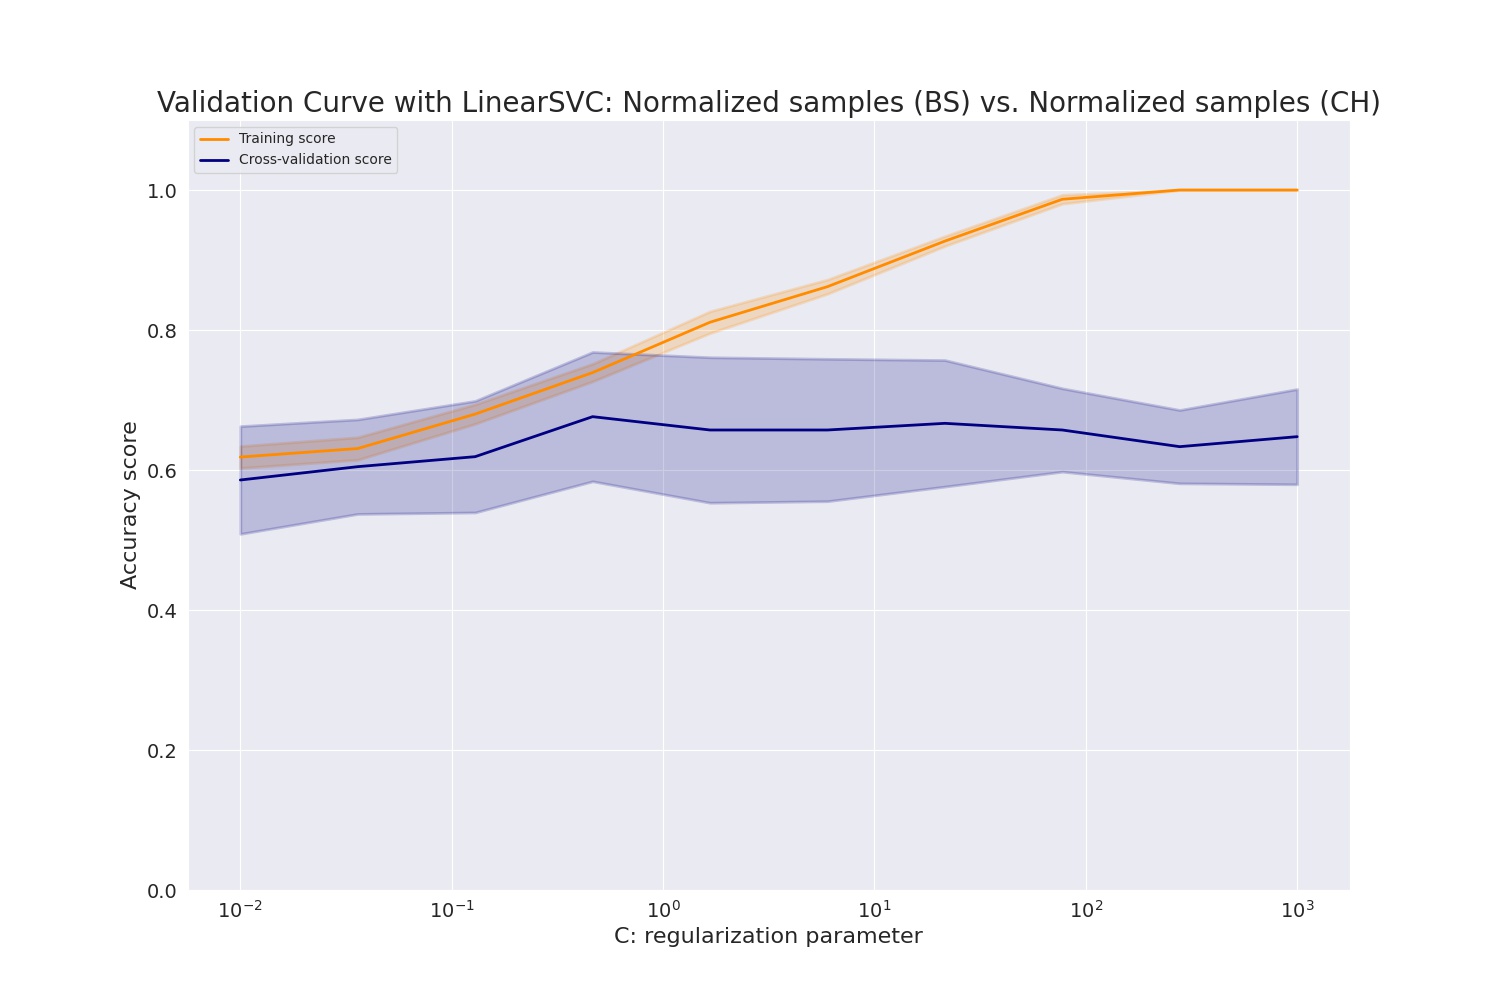 Validation Curve with LinearSVC: Normalized samples (BS) vs. Normalized samples (CH)
Training score
Cross-validation score
1.0
0.8
0.6
0.4
0.2
0.0
Accuracy score
10⁻² 10⁻¹ 10⁰ 10¹ 10² 10³
C: regularization parameter